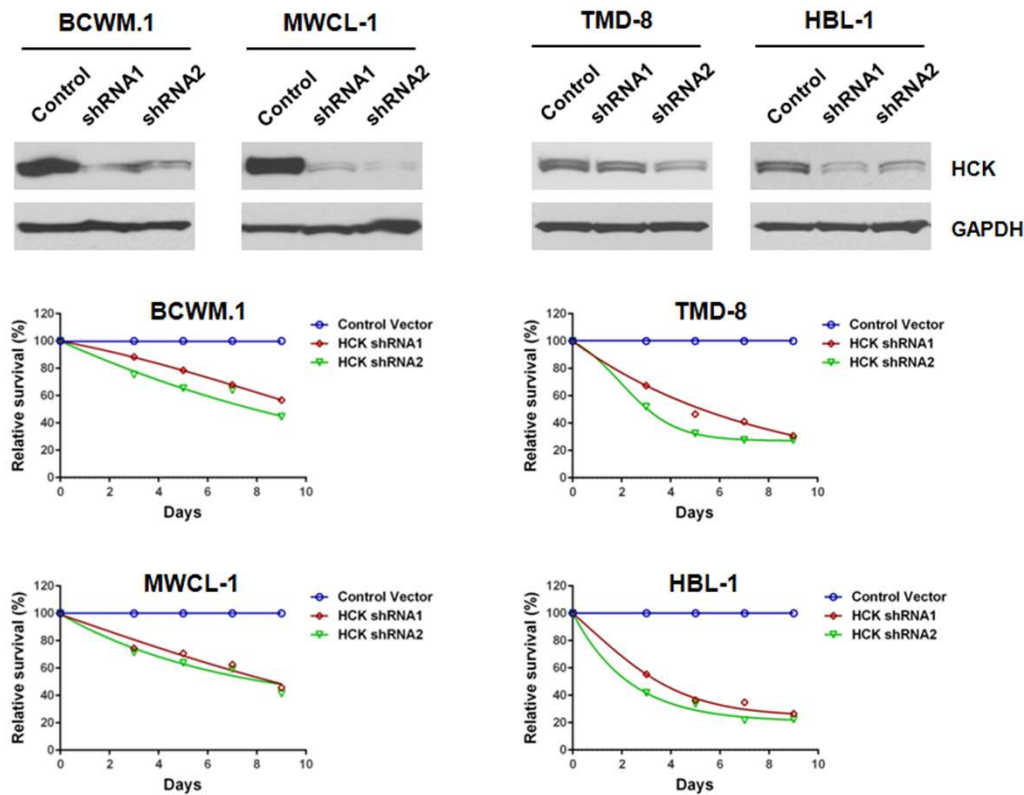 BCWM.1 MWCL-1 TMD-8 HBL-1
Control shRNA1 shRNA2 Control shRNA1 shRNA2 Control shRNA1 shRNA2 Control shRNA1 shRNA2
HCK
GAPDH
BCWM.1
Relative survival (%)
120
100
80
60
40
20
0
0 2 4 6 8 10
Days
Control Vector
HCK shRNA1
HCK shRNA2
TMD-8
Relative survival (%)
120
100
80
60
40
20
0
0 2 4 6 8 10
Days
Control Vector
HCK shRNA1
HCK shRNA2
MWCL-1
Relative survival (%)
120
100
80
60
40
20
0
0 2 4 6 8 10
Days
Control Vector
HCK shRNA1
HCK shRNA2
HBL-1
Relative survival (%)
120
100
80
60
40
20
0
0 2 4 6 8 10
Days
Control Vector
HCK shRNA1
HCK shRNA2